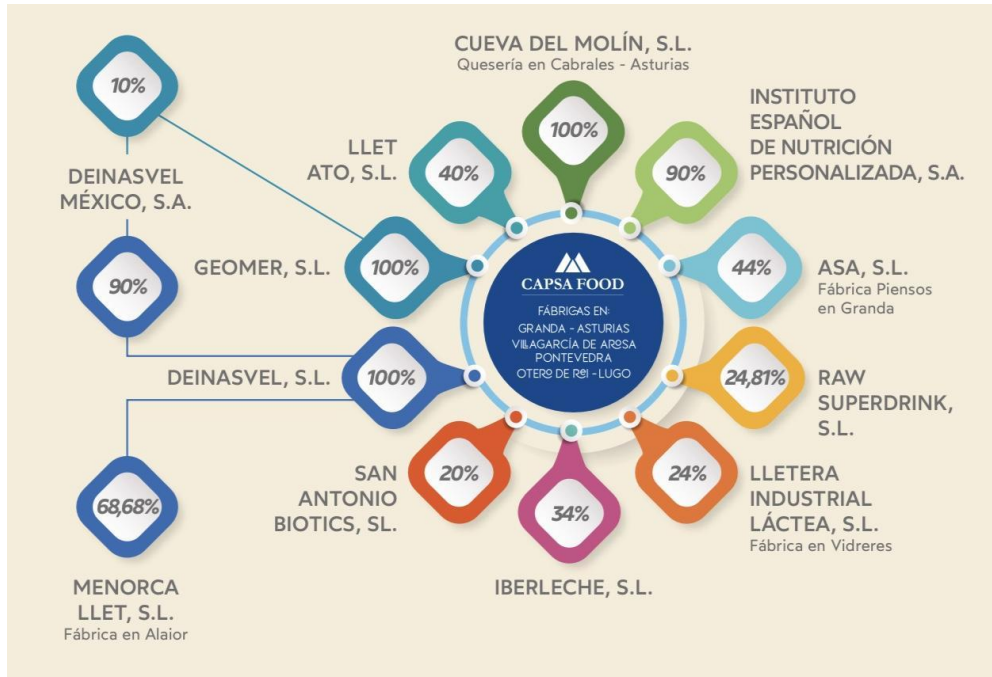 CUEVA DEL MOLÍN, S.L.
Quesería en Cabrales - Asturias
100%
INSTITUTO
ESPAÑOL
DE NUTRICIÓN
PERSONALIZADA, S.A.
90%
LLET
ATO, S.L.
40%
10%
DEINASVEL
MÉXICO, S.A.
90%
GEOMER, S.L.
100%
CAPSA FOOD
FÁBRICAS EN:
GRANDA - ASTURIAS
VILLAGARCÍA DE AROSA
PONTEVEDRA
OTERO DE REI - LUGO
44%
ASA, S.L.
Fábrica Piensos
en Granda
DEINASVEL, S.L.
100%
24,81%
RAW
SUPERDRINK,
S.L.
SAN
ANTONIO
BIOTICS, SL.
20%
34%
IBERLECHE, S.L.
24%
LLETERA
INDUSTRIAL
LÁCTEA, S.L.
Fábrica en Vidreres
68,68%
MENORCA
LLET, S.L.
Fábrica en Alaior